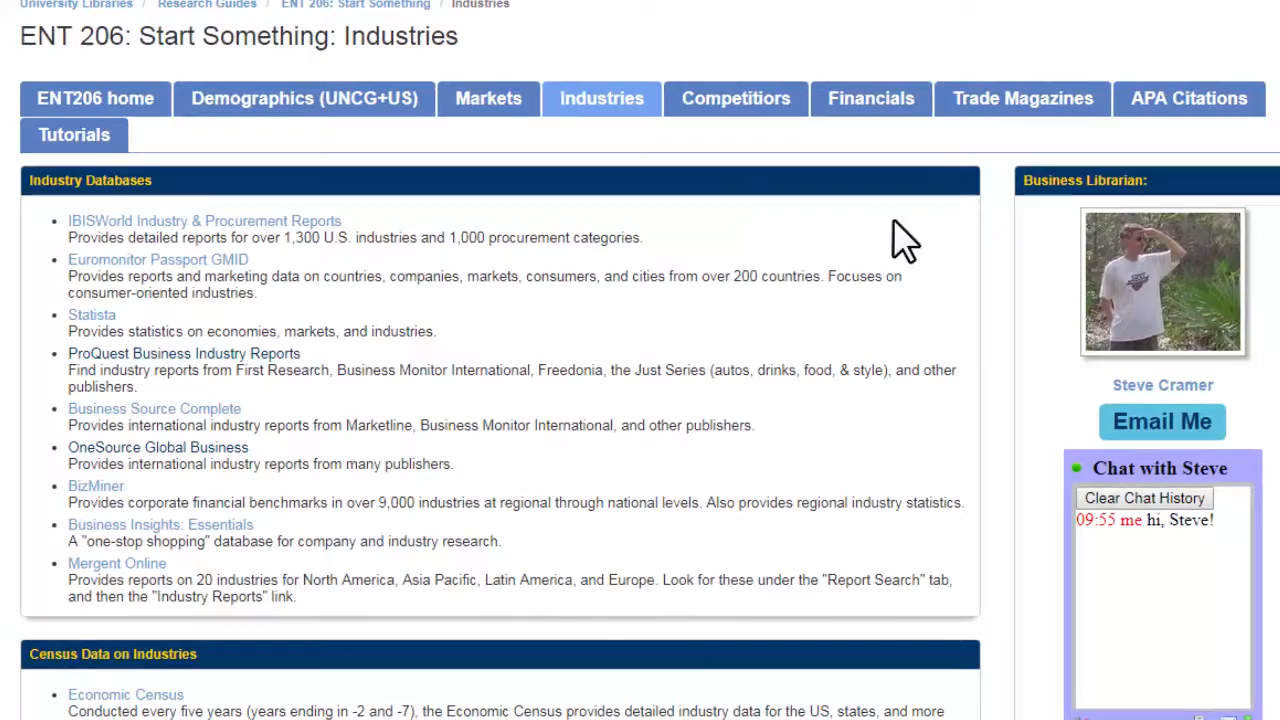 University Libraries / Research Guides / ENT 206: Start Something / Industries
ENT 206: Start Something: Industries
ENT206 home Demographics (UNCG+US) Markets Industries Competitors Financials Trade Magazines APA Citations
Tutorials
Industry Databases
IBISWorld Industry & Procurement Reports
Provides detailed reports for over 1,300 U.S. industries and 1,000 procurement categories.
Euromonitor Passport GMID
Provides reports and marketing data on countries, companies, markets, consumers, and cities from over 200 countries. Focuses on
consumer-oriented industries.
Statista
Provides statistics on economies, markets, and industries.
ProQuest Business Industry Reports
Find industry reports from First Research, Business Monitor International, Freedonia, the Just Series (autos, drinks, food, & style), and other
publishers.
Business Source Complete
Provides international industry reports from Marketline, Business Monitor International, and other publishers.
OneSource Global Business
Provides international industry reports from many publishers.
BizMiner
Provides corporate financial benchmarks in over 9,000 industries at regional through national levels. Also provides regional industry statistics.
Business Insights: Essentials
A "one-stop shopping" database for company and industry research.
Mergent Online
Provides reports on 20 industries for North America, Asia Pacific, Latin America, and Europe. Look for these under the "Report Search" tab,
and then the "Industry Reports" link.
Census Data on Industries
Economic Census
Conducted every five years (years ending in -2 and -7), the Economic Census provides detailed industry data for the US, states, and more
Business Librarian:
Steve Cramer
Email Me
Chat with Steve
Clear Chat History
09:55 me hi, Steve!